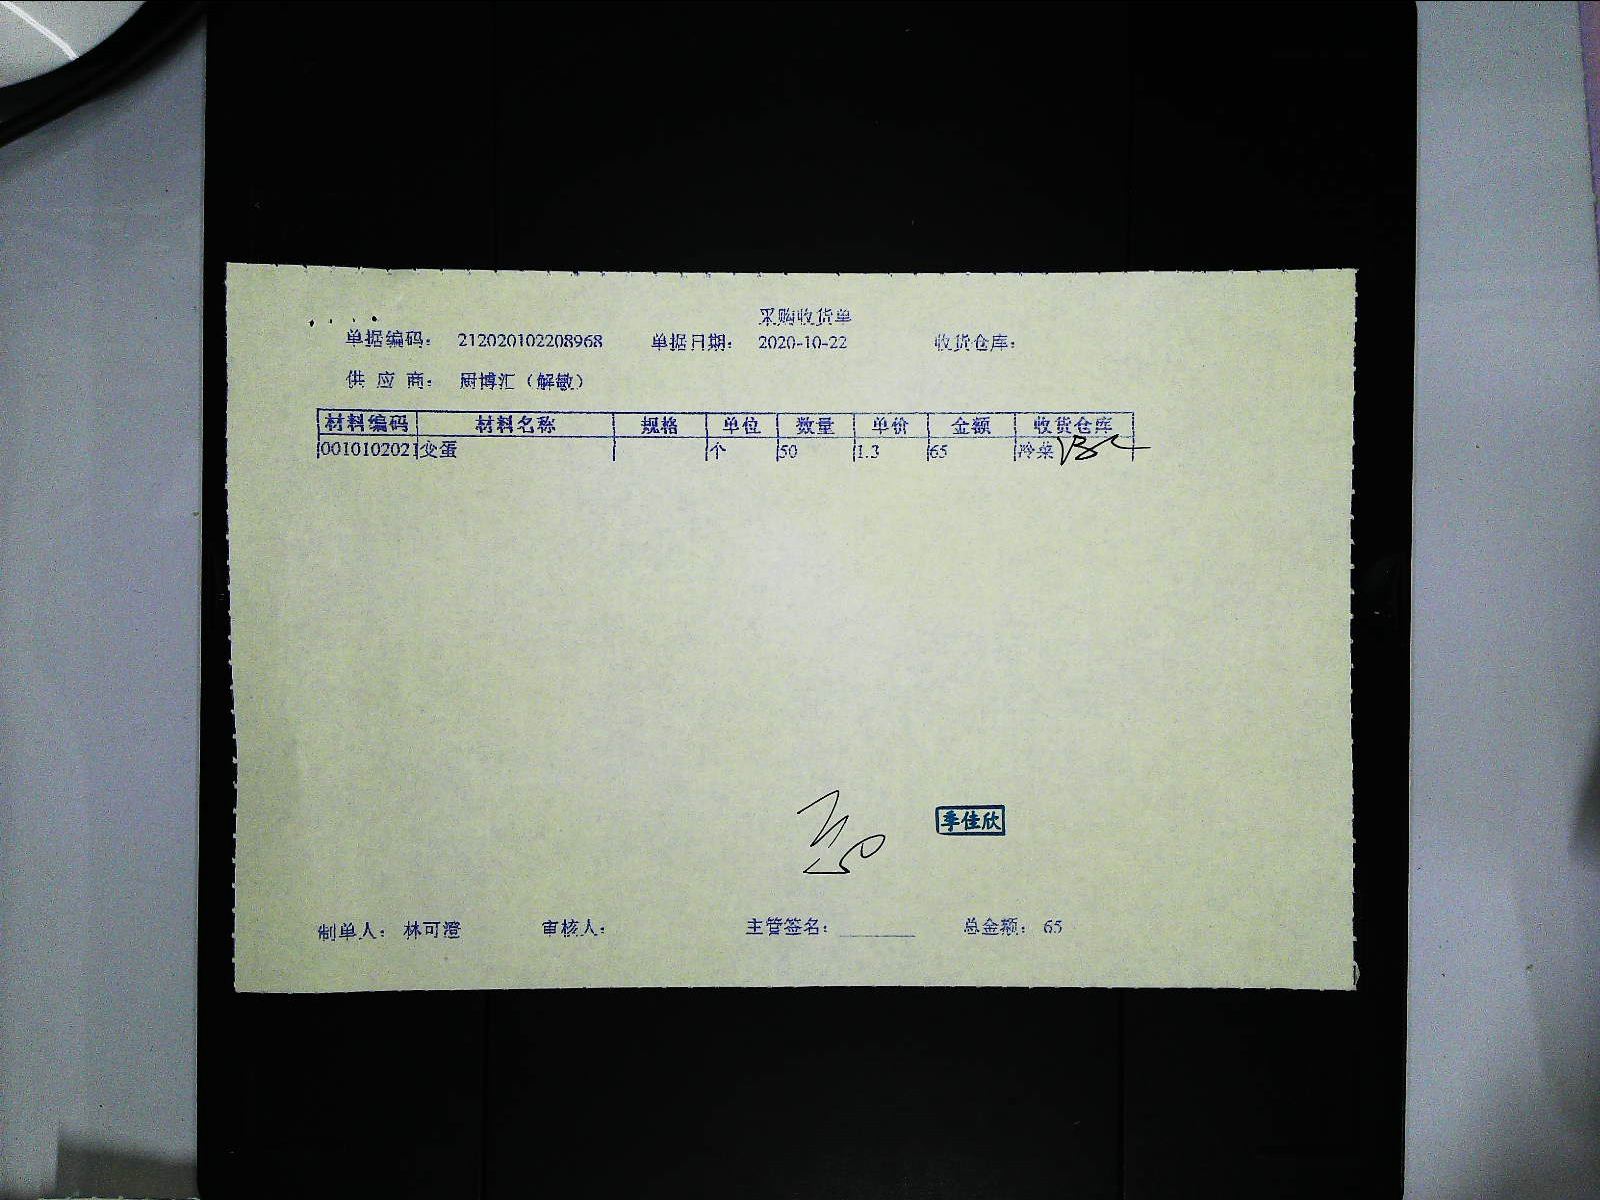 采购收货单
单据编码： 212020102208968 单据日期： 2020-10-22 收货仓库：
供 应 商： 厨博汇（解敏）
材料编码 材料名称 规格 单位 数量 单价 金额 收货仓库
0010102021 变蛋 个 50 1.3 65 冷菜
季佳欣
制单人： 林可澄 审核人： 主管签名：________ 总金额： 65